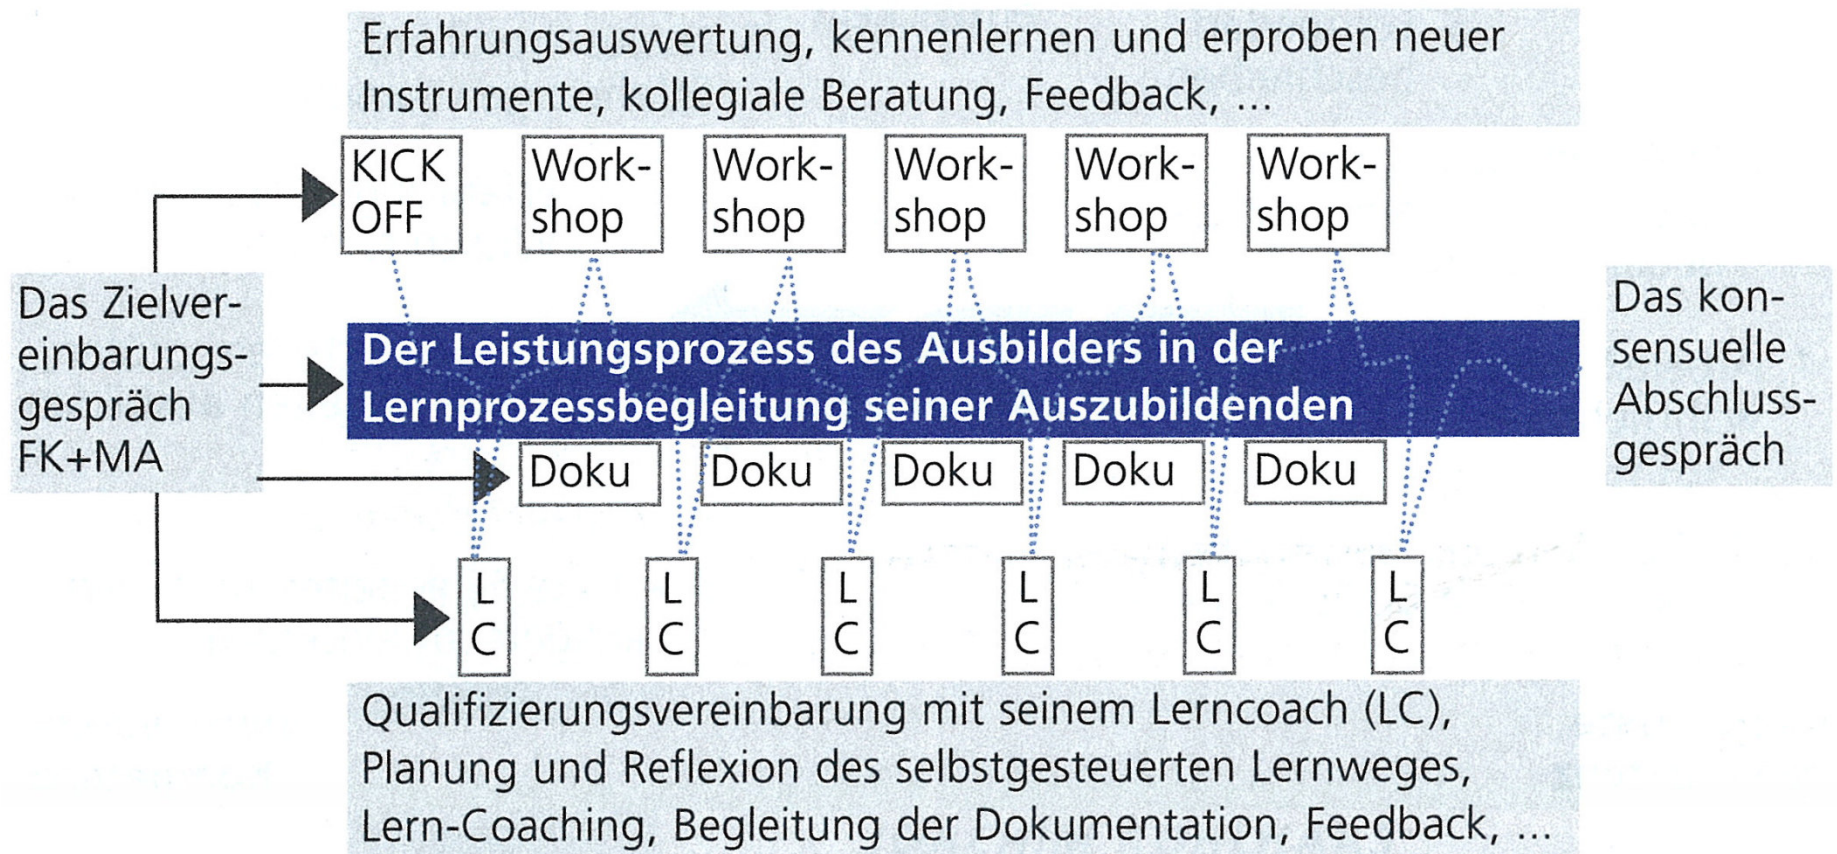 Erfahrungsauswertung, kennenlernen und erproben neuer
Instrumente, kollegiale Beratung, Feedback, ...
KICK
OFF
Work-
shop
Work-
shop
Work-
shop
Work-
shop
Work-
shop
Das Zielver-
einbarungs-
gespräch
FK+MA
Der Leistungsprozess des Ausbilders in der
Lernprozessbegleitung seiner Auszubildenden
Das kon-
sensuelle
Abschluss-
gespräch
Doku
Doku
Doku
Doku
Doku
L
C
L
C
L
C
L
C
L
C
L
C
Qualifizierungsvereinbarung mit seinem Lerncoach (LC),
Planung und Reflexion des selbstgesteuerten Lernweges,
Lern-Coaching, Begleitung der Dokumentation, Feedback, ...